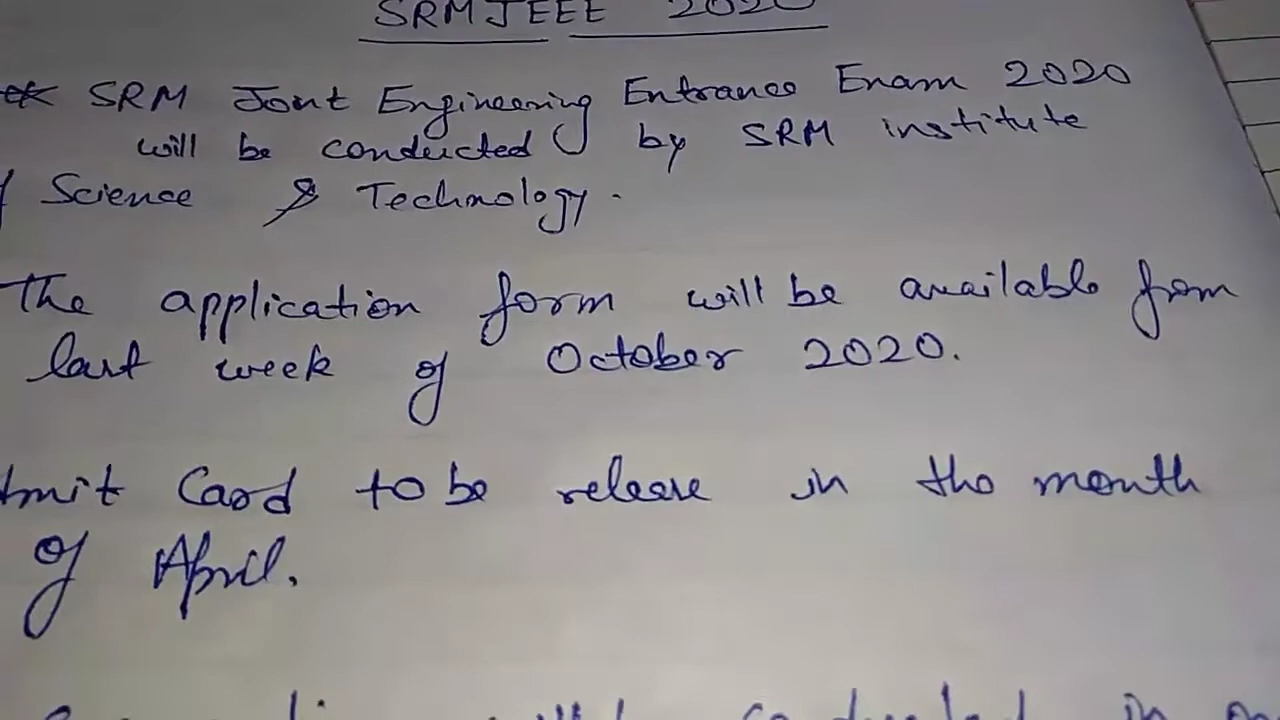 SRMJEEE 2020
SRM Joint Engineering Entrance Exam 2020
will be conducted by SRM institute
Science & Technology.
The application form will be available from
last week of October 2020.
Card to be release in the month
of April.